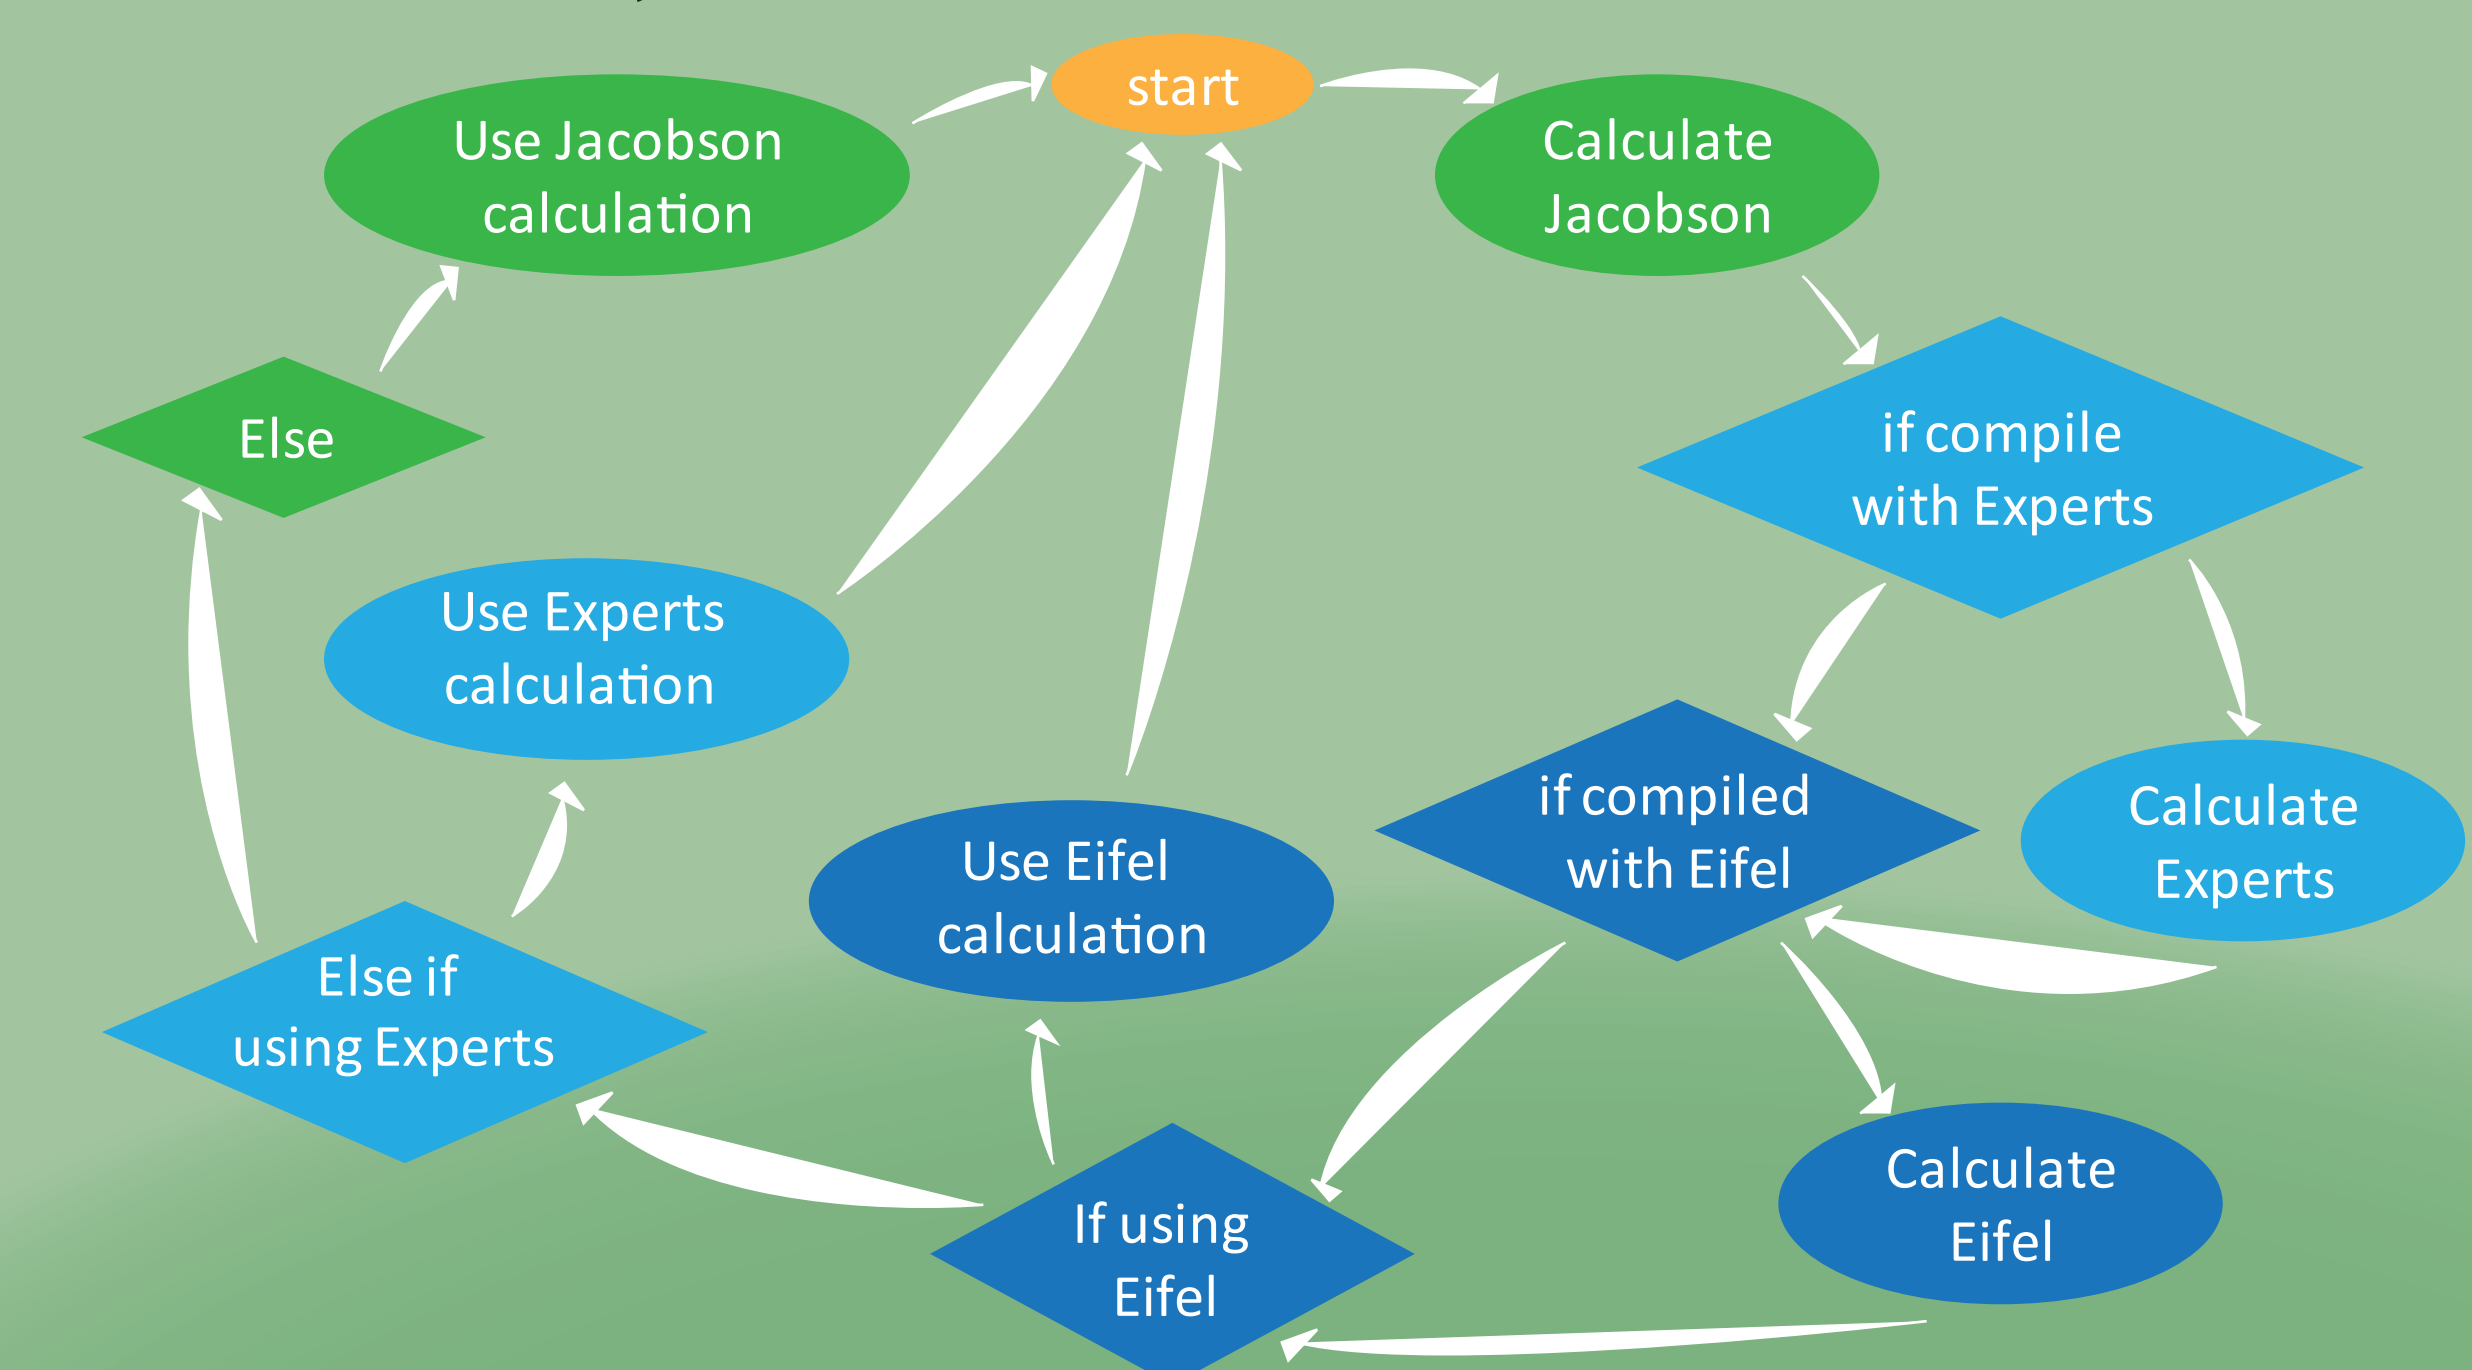 start
Use Jacobson
calculation
Calculate
Jacobson
Else
if compile
with Experts
Use Experts
calculation
if compiled
with Eifel
Calculate
Experts
Use Eifel
calculation
Else if
using Experts
Calculate
Eifel
If using
Eifel